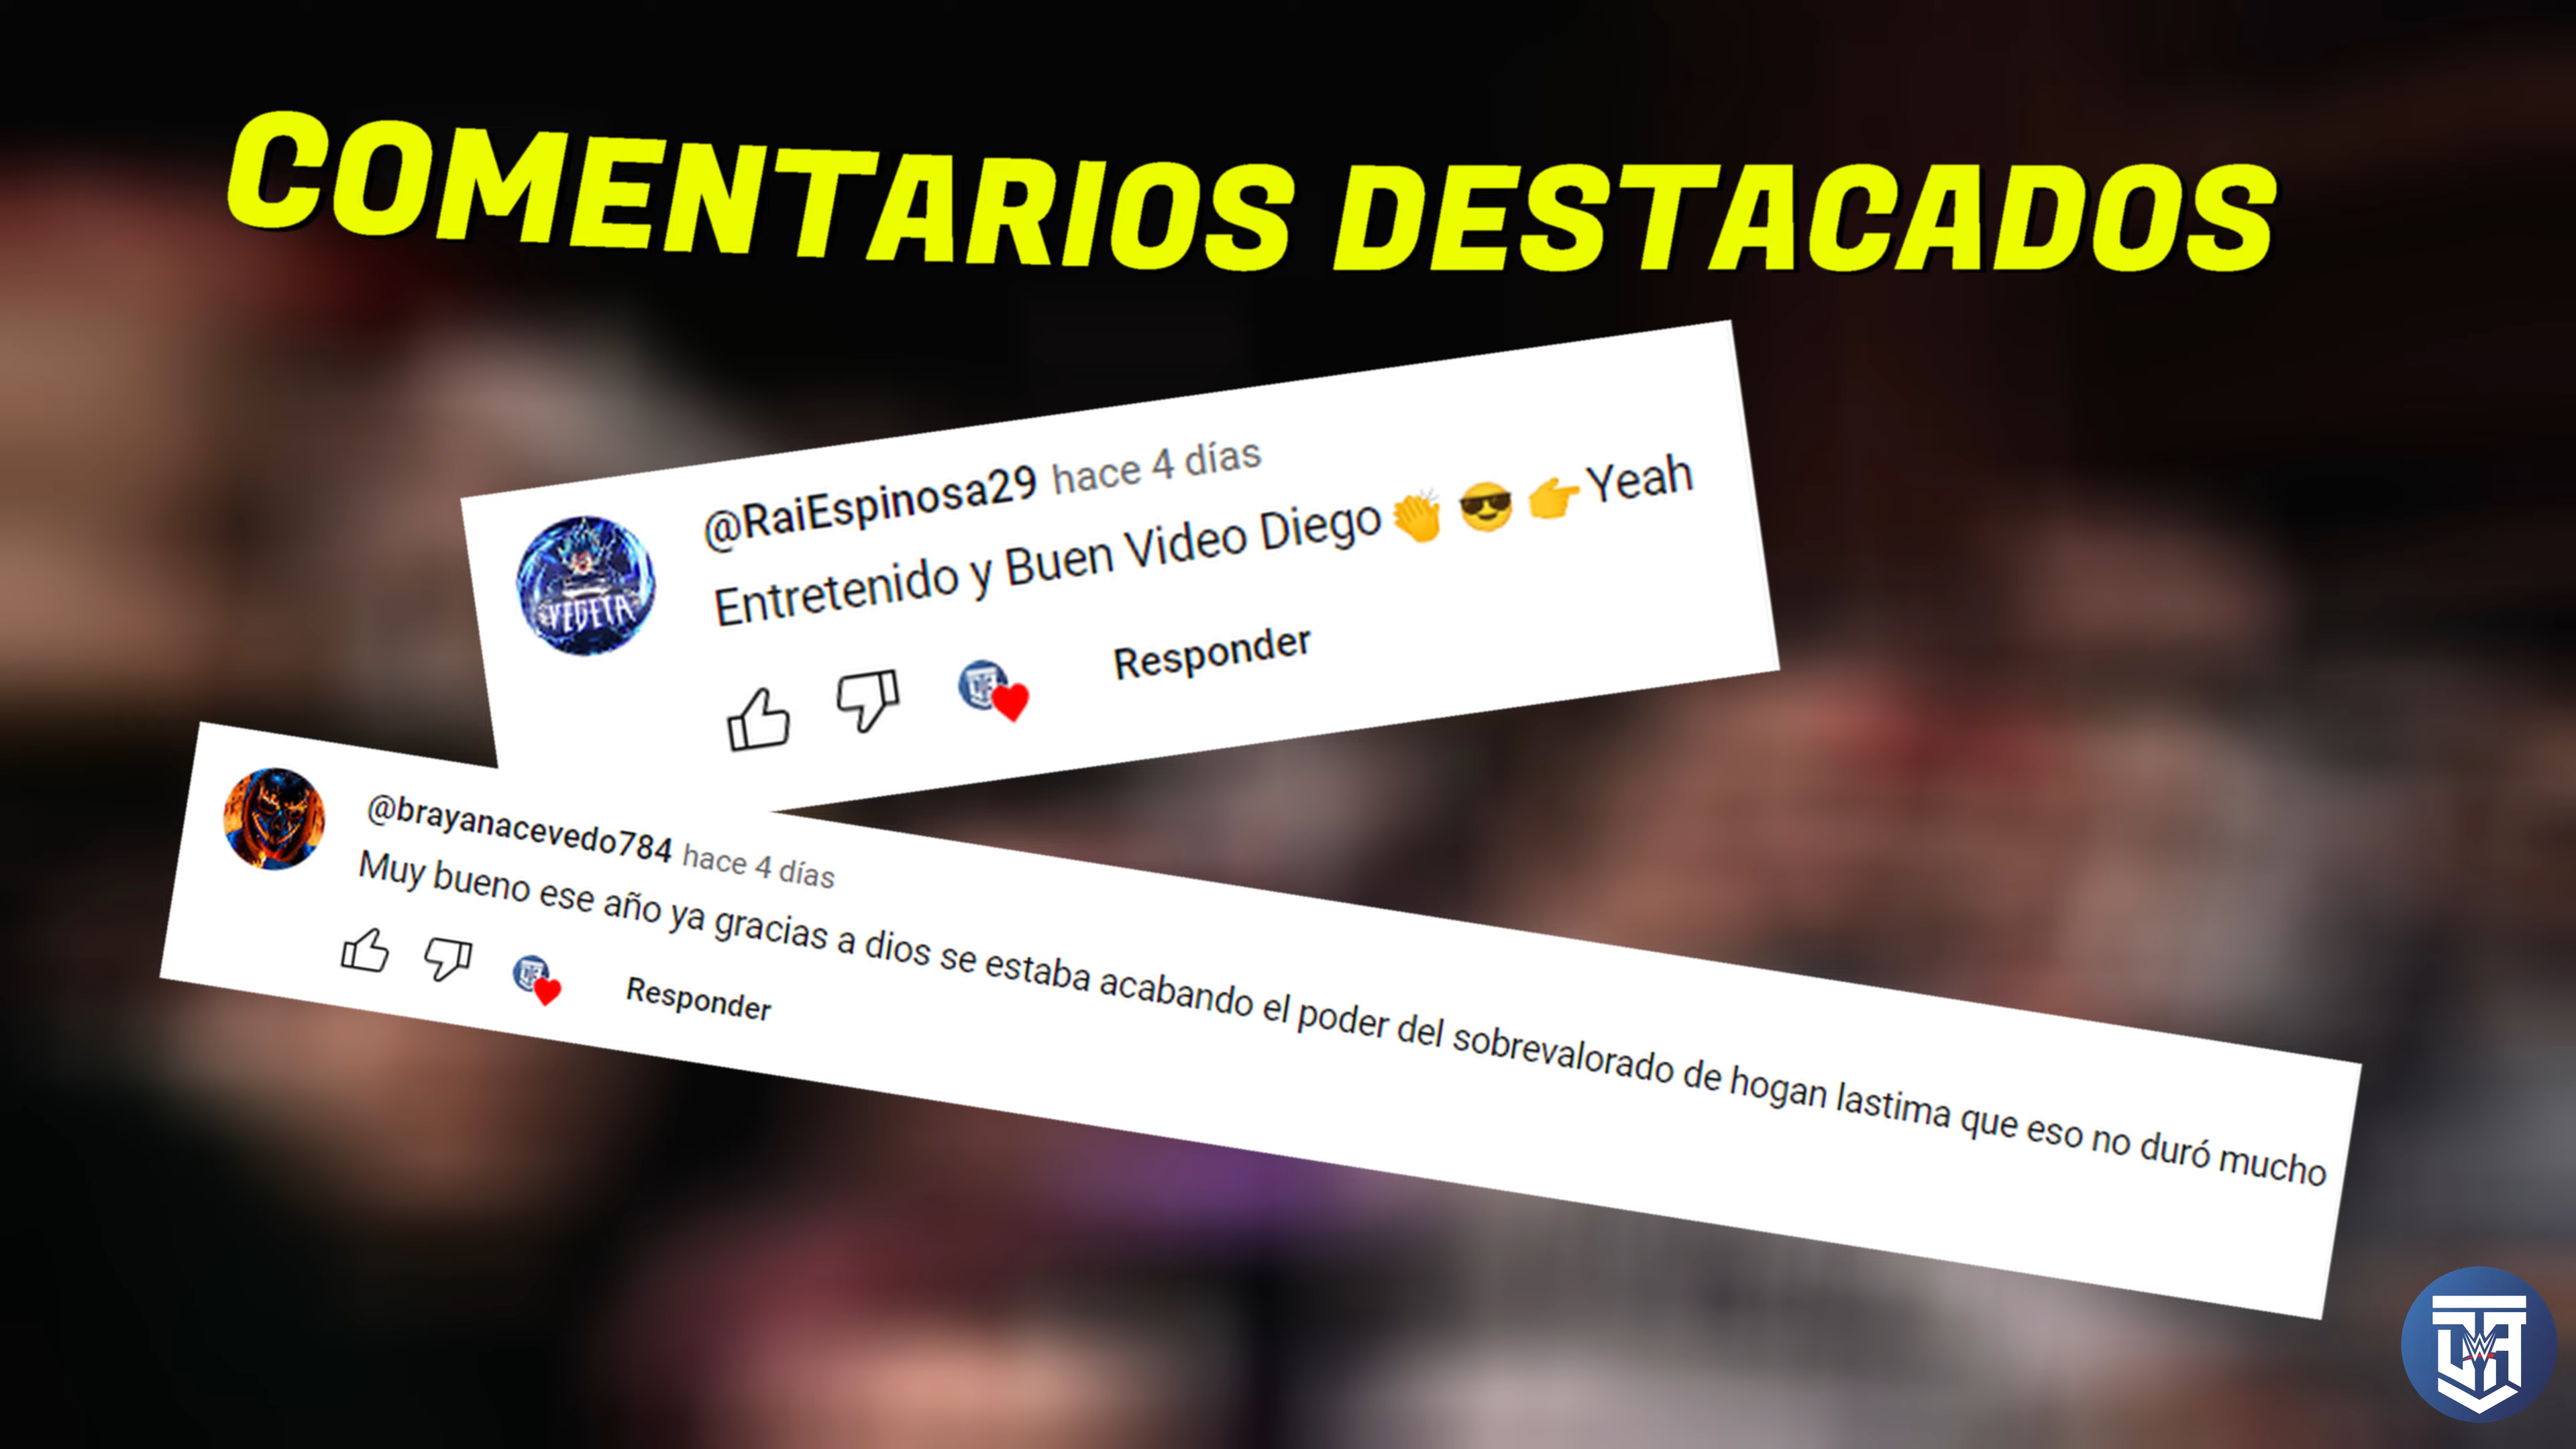 COMENTARIOS DESTACADOS
@RaiEspinosa29 hace 4 días
Entretenido y Buen Video Diego 👏 😎 👉 Yeah
Responder
VEDETA
@brayanacevedo784 hace 4 días
Muy bueno ese año ya gracias a dios se estaba acabando el poder del sobrevalorado de hogan lastima que eso no duró mucho
Responder